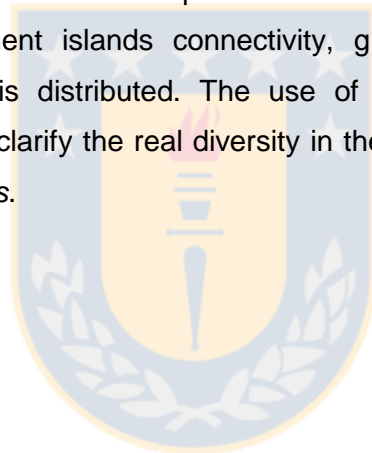 ent islands connectivity, g
is distributed. The use of
clarify the real diversity in the
s.